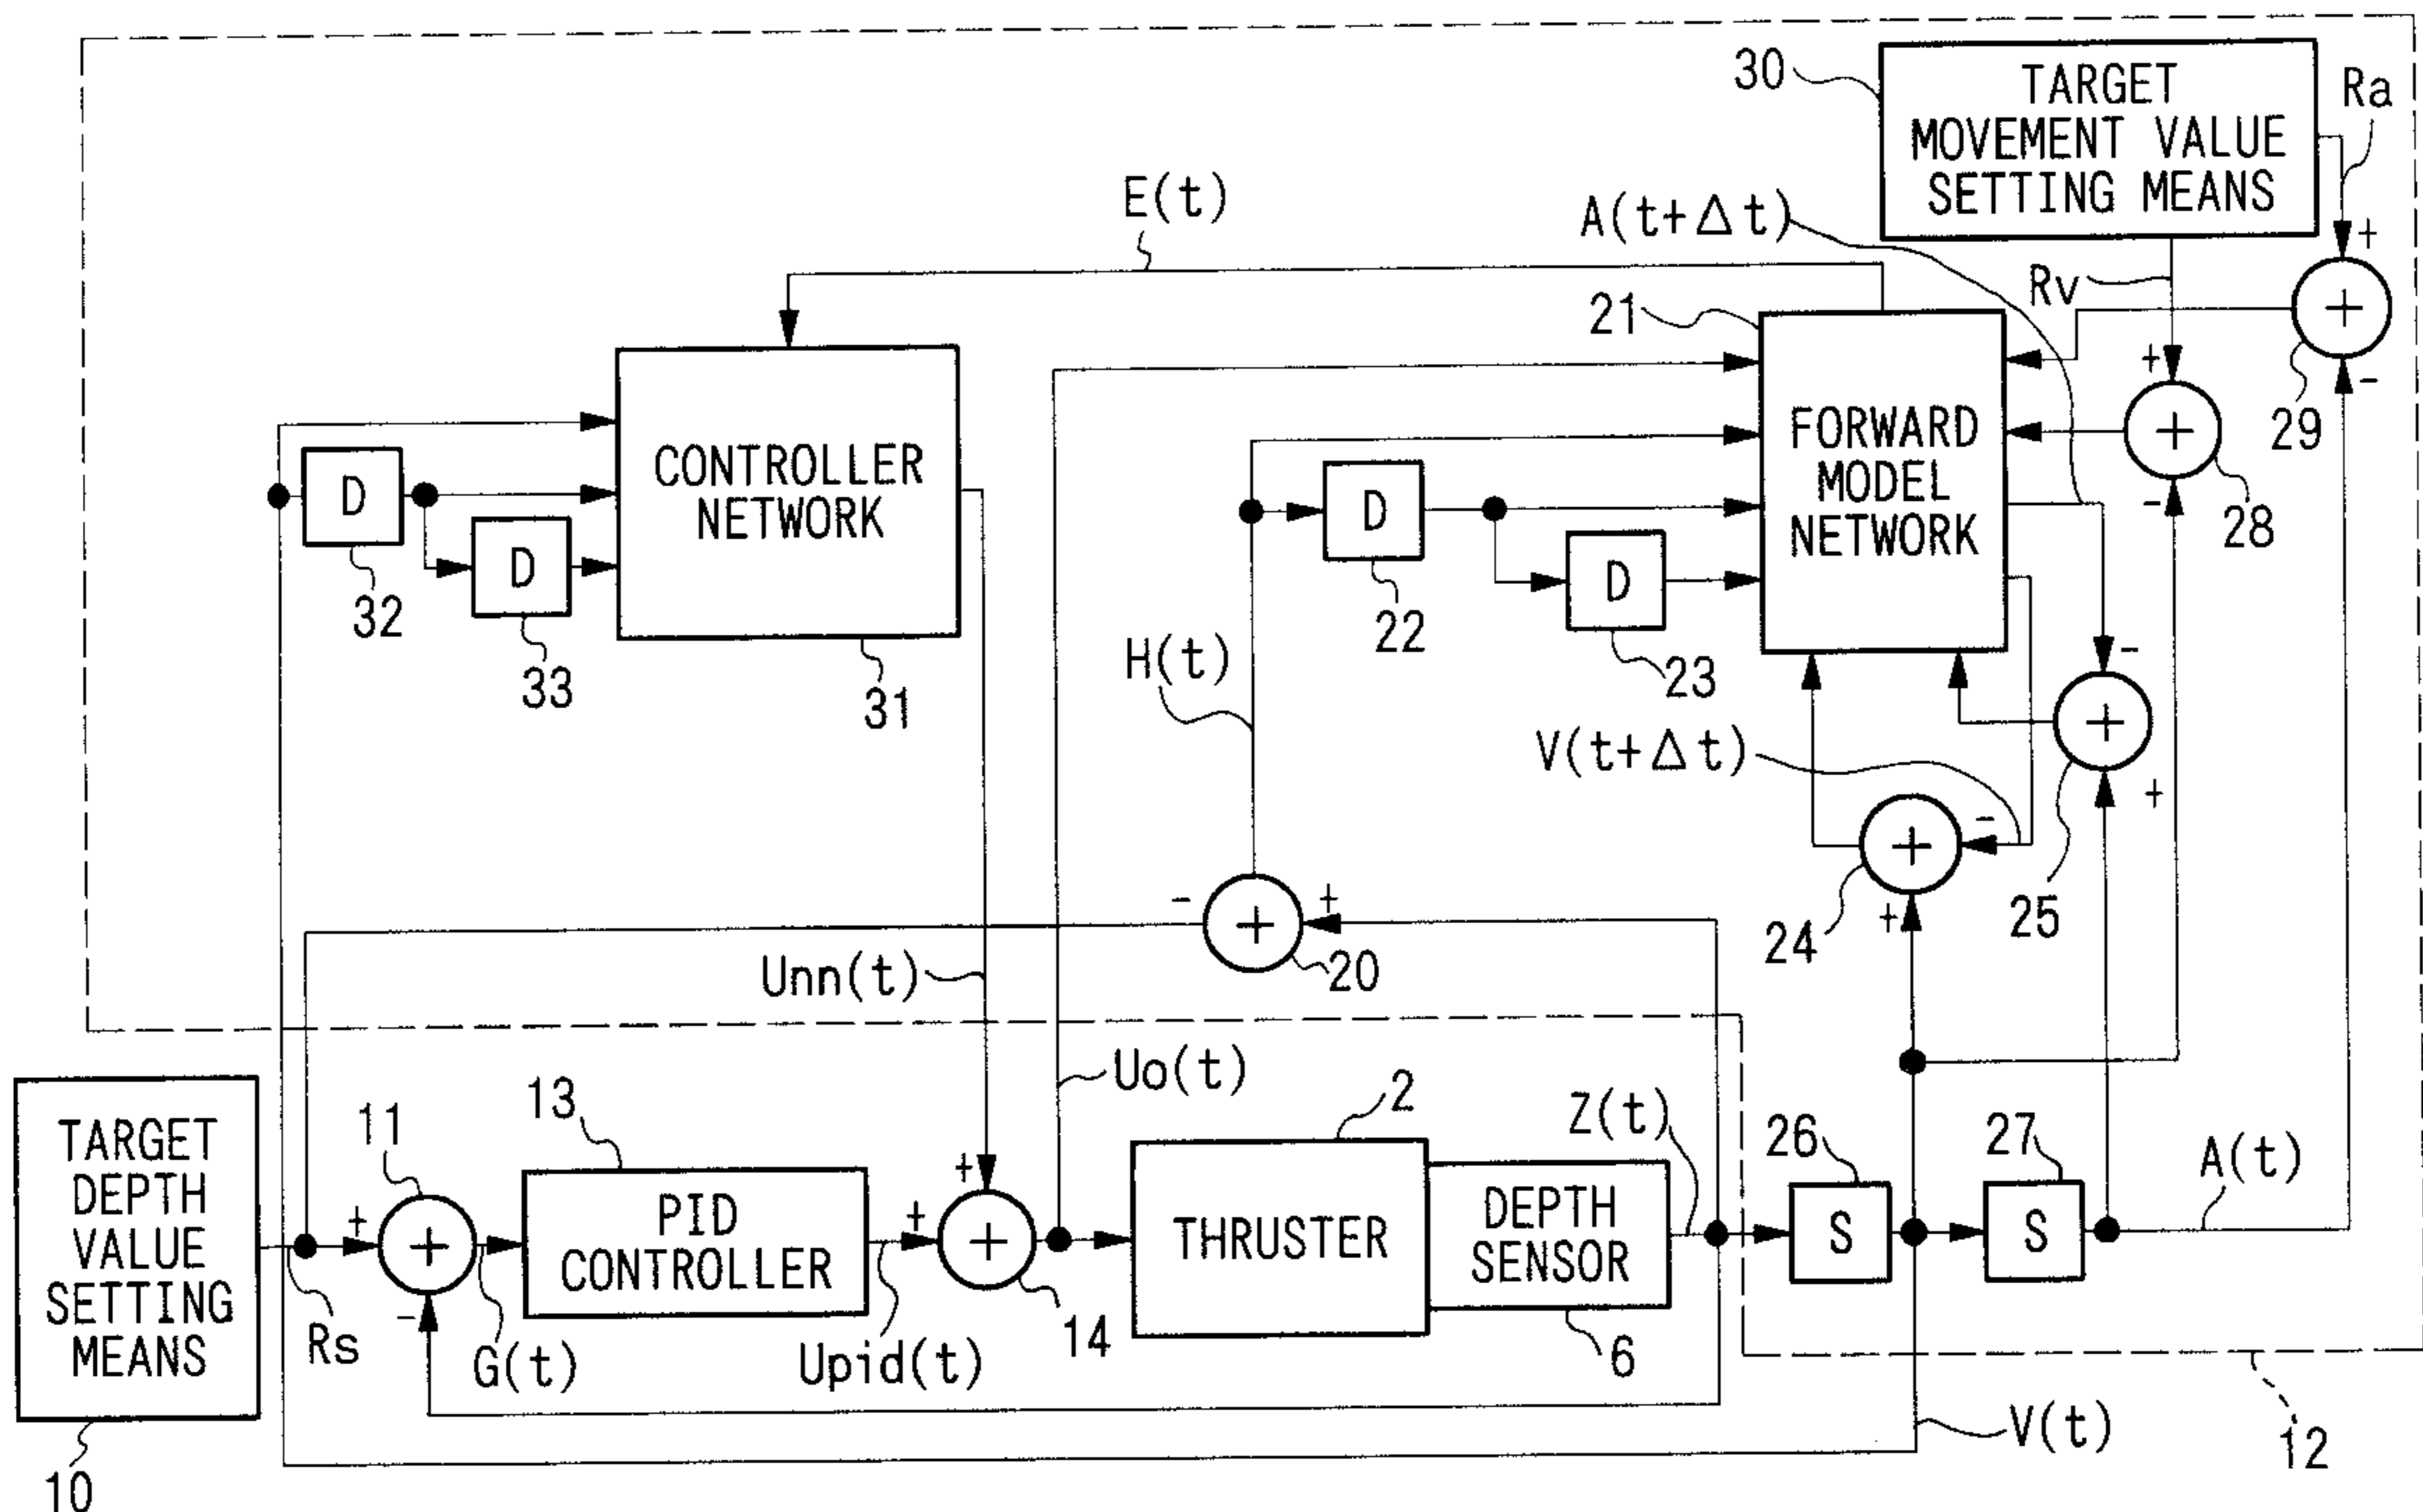 30
TARGET
MOVEMENT VALUE
SETTING MEANS
Ra
E(t)
A(t+Δt)
+
Rv
+
29
-
21
+
+
28
-
CONTROLLER
NETWORK
FORWARD
MODEL
NETWORK
D
32
D
33
31
D
22
D
23
H(t)
V(t+Δt)
-
+
25
+
-
+
24
+
-
+
+
20
Unn(t)
Uo(t)
TARGET
DEPTH
VALUE
SETTING
MEANS
10
Rs
11
+
+
-
G(t)
13
PID
CONTROLLER
Upid(t)
+
+
+
14
2
THRUSTER
DEPTH
SENSOR
6
Z(t)
26
S
27
S
A(t)
V(t)
12